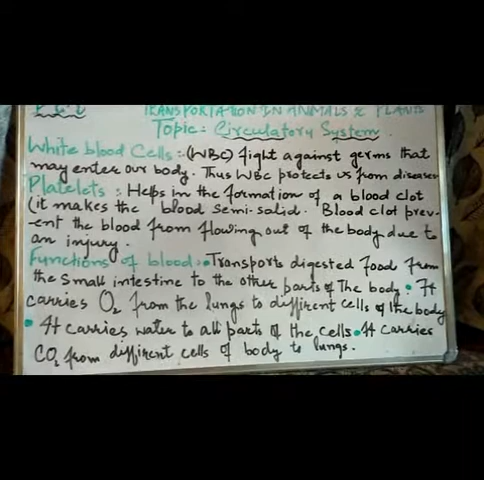 TRANSPORTATION IN ANIMALS & PLANTS
Topic: Circulatory System.
White blood Cells:-(WBC) fight against germs that
may enter our body. Thus WBC protects us from diseases
Platelets : Helps in the formation of a blood clot
(it makes the blood semi-solid. Blood clot prev-
-ent the blood from flowing out of the body due to
an injury.
Functions of blood:- •Transports digested food from
the small intestine to the other parts of the body • It
carries O2 from the lungs to diffirent cells of the body
• It carries water to all parts of the cells • It carries
CO2 from diffirent cells of body to lungs.